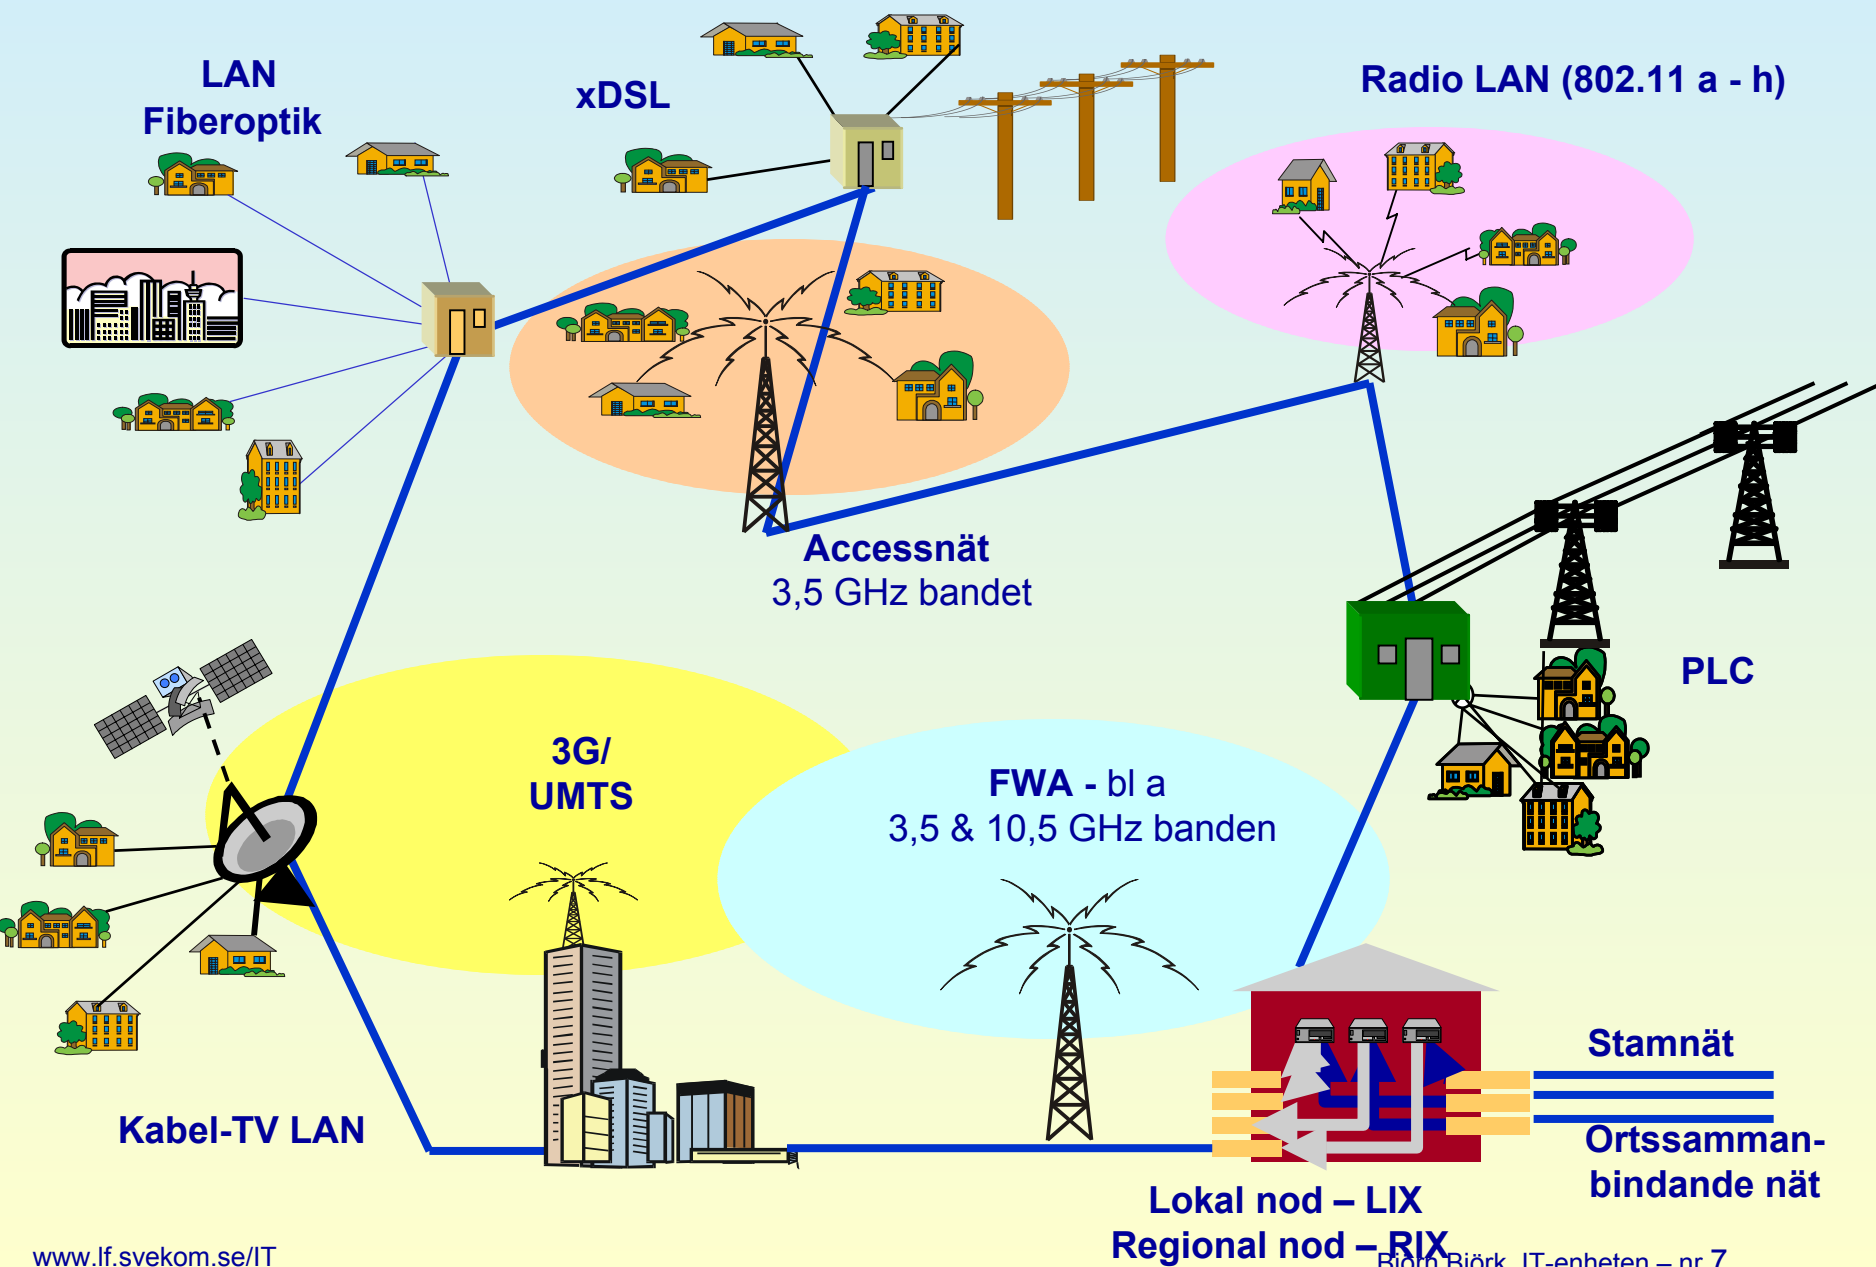 LAN
Fiberoptik
xDSL
Radio LAN (802.11 a - h)
Accessnät
3,5 GHz bandet
PLC
3G/
UMTS
FWA - bl a
3,5 & 10,5 GHz banden
Kabel-TV LAN
Stamnät
Ortssamman-
bindande nät
Lokal nod – LIX
Regional nod – RIX
www.lf.svekom.se/IT
Björn Björk, IT-enheten – nr 7